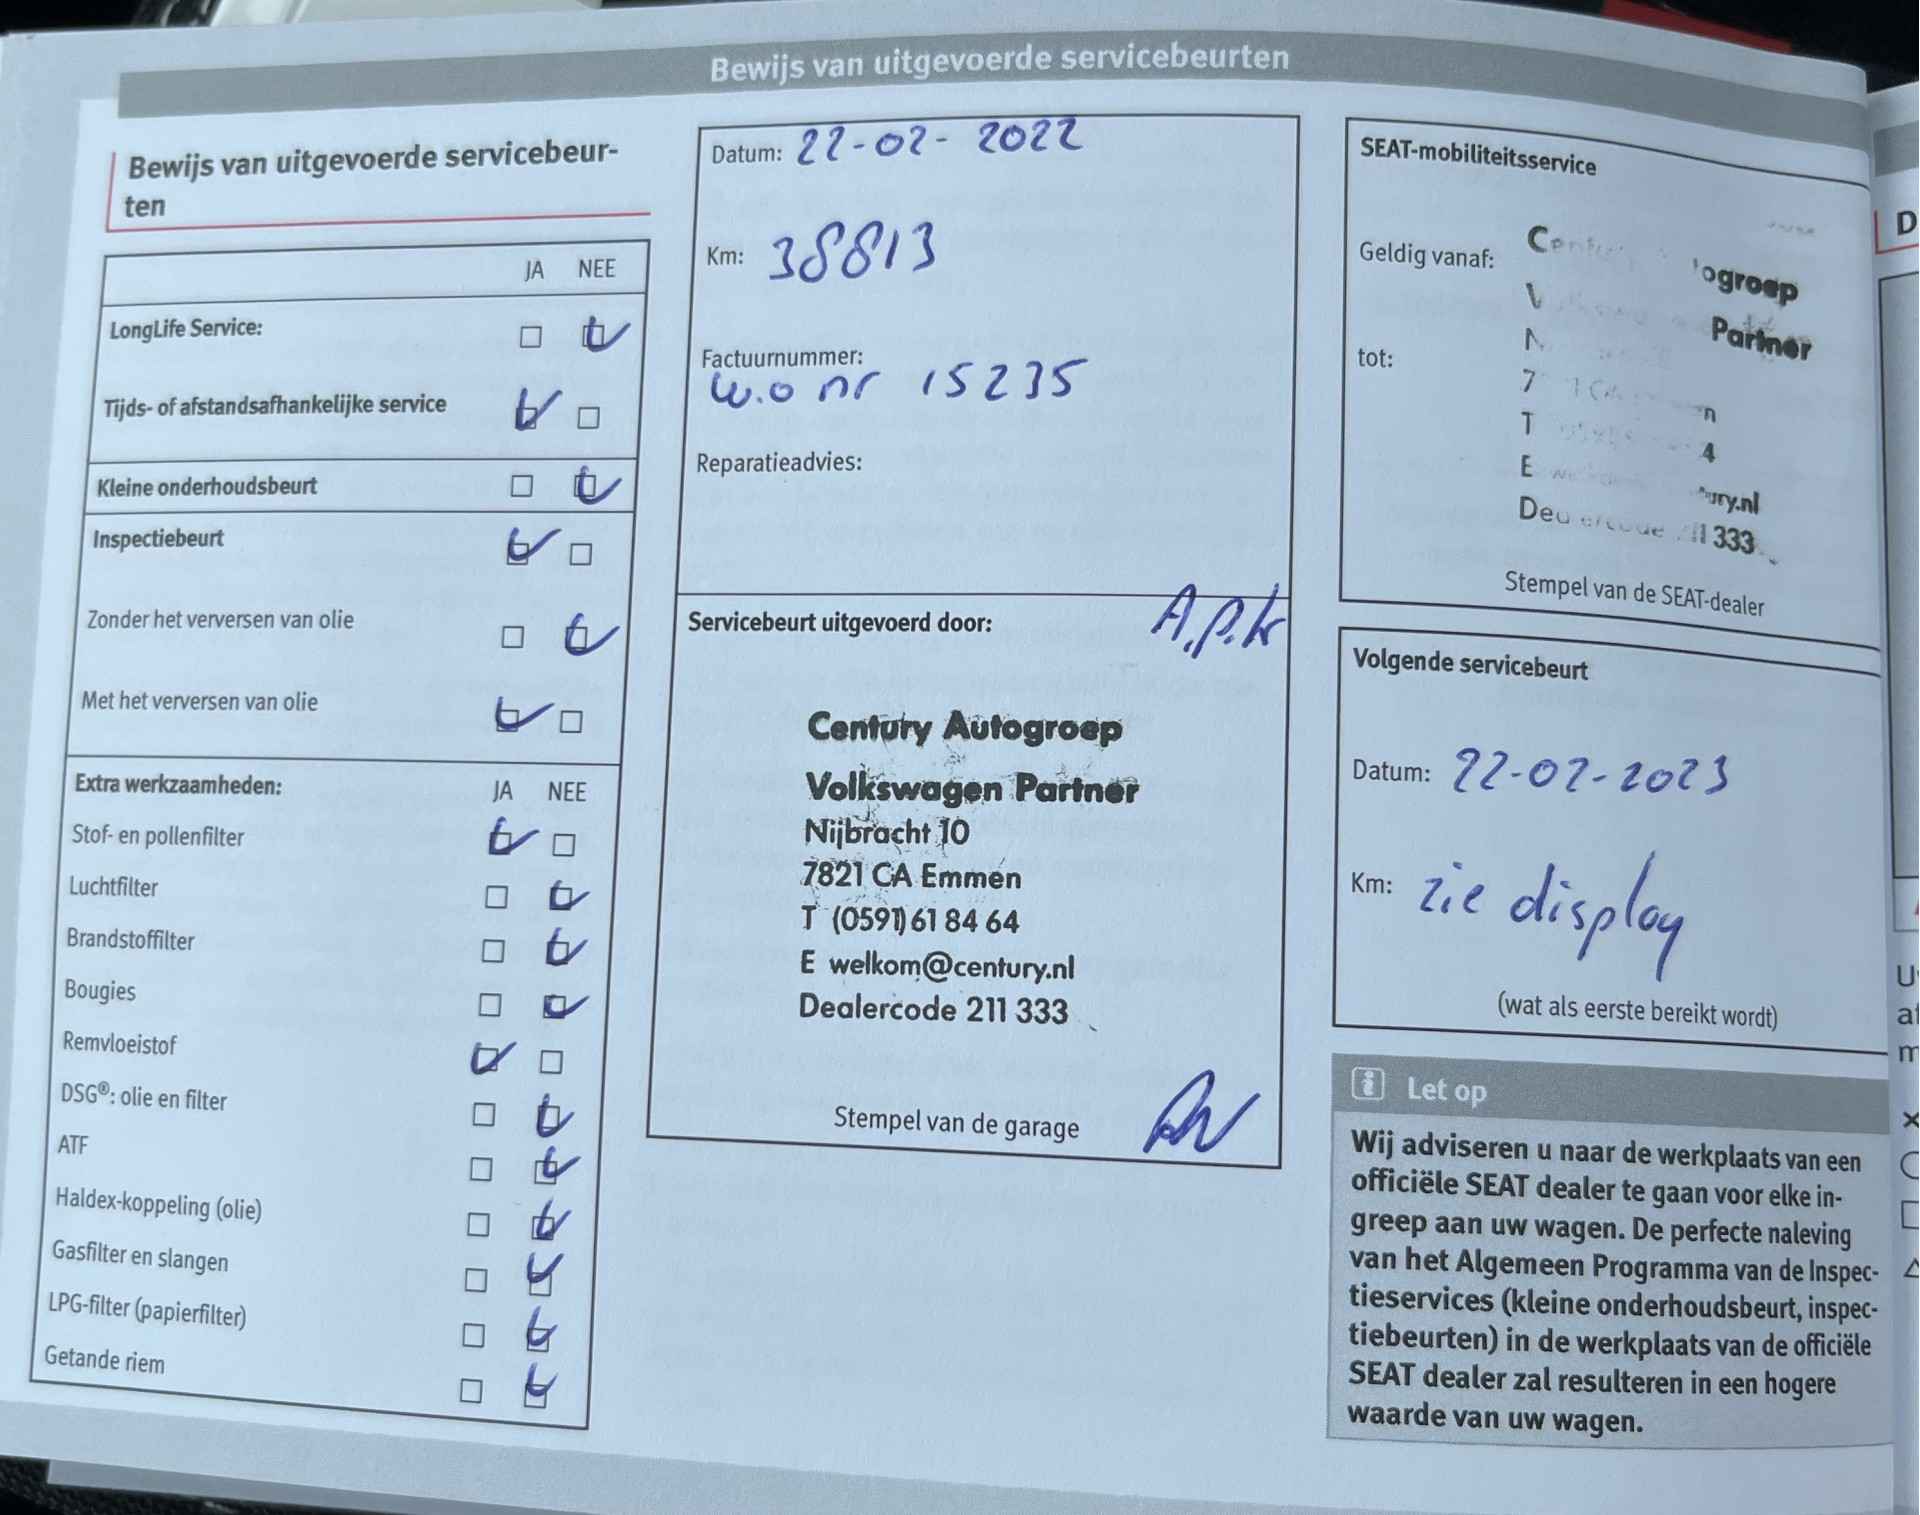 Bewijs van uitgevoerde servicebeurten
Bewijs van uitgevoerde servicebeur-
ten
JA NEE
LongLife Service:
Tijds- of afstandsafhankelijke service
Kleine onderhoudsbeurt
Inspectiebeurt
Zonder het verversen van olie
Met het verversen van olie
Extra werkzaamheden: JA NEE
Stof- en pollenfilter
Luchtfilter
Brandstoffilter
Bougies
Remvloeistof
DSG®: olie en filter
ATF
Haldex-koppeling (olie)
Gasfilter en slangen
LPG-filter (papierfilter)
Getande riem
Datum: 22-02-2022
Km: 38813
Factuurnummer:
w.o nr 15235
Reparatieadvies:
Servicebeurt uitgevoerd door: A.p.k
Century Autogroep
Volkswagen Partner
Nijbracht 10
7821 CA Emmen
T (0591) 61 84 64
E welkom@century.nl
Dealercode 211 333
Stempel van de garage
SEAT-mobiliteitsservice
Geldig vanaf:
tot:
Partner
T 4
E
Dealercode 211 333
Stempel van de SEAT-dealer
Volgende servicebeurt
Datum: 22-02-2023
Km: zie display
(wat als eerste bereikt wordt)
Let op
Wij adviseren u naar de werkplaats van een
officiële SEAT dealer te gaan voor elke in-
greep aan uw wagen. De perfecte naleving
van het Algemeen Programma van de Inspec-
tieservices (kleine onderhoudsbeurt, inspec-
tiebeurten) in de werkplaats van de officiële
SEAT dealer zal resulteren in een hogere
waarde van uw wagen.